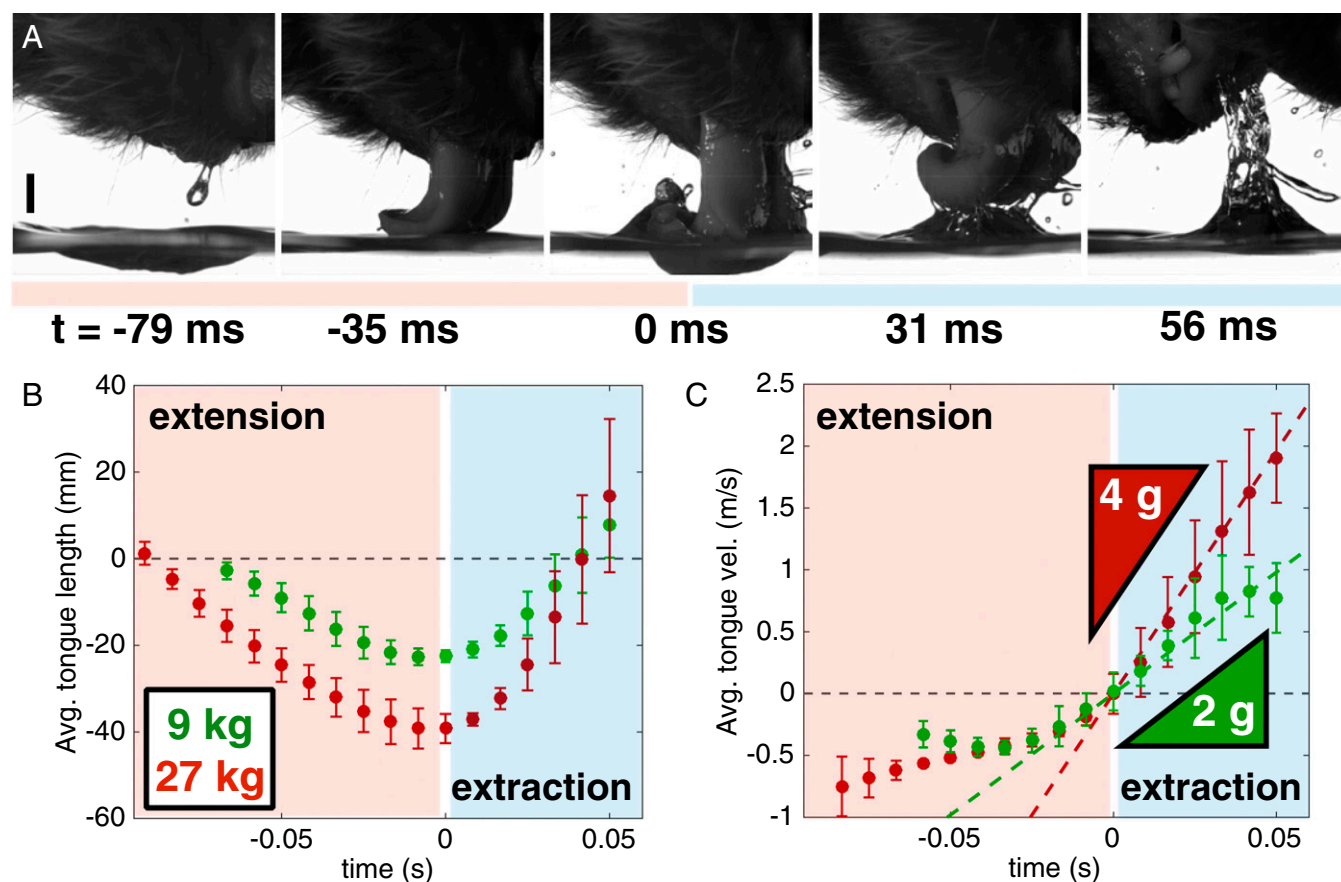 A
t = -79 ms
-35 ms
0 ms
31 ms
56 ms
B
extension
extraction
40
20
0
-20
-40
-60
Avg. tongue length (mm)
9 kg
27 kg
-0.05
0
0.05
time (s)
C
extension
extraction
2.5
2
1.5
1
0.5
0
-0.5
-1
Avg. tongue vel. (m/s)
4 g
2 g
-0.05
0
0.05
time (s)